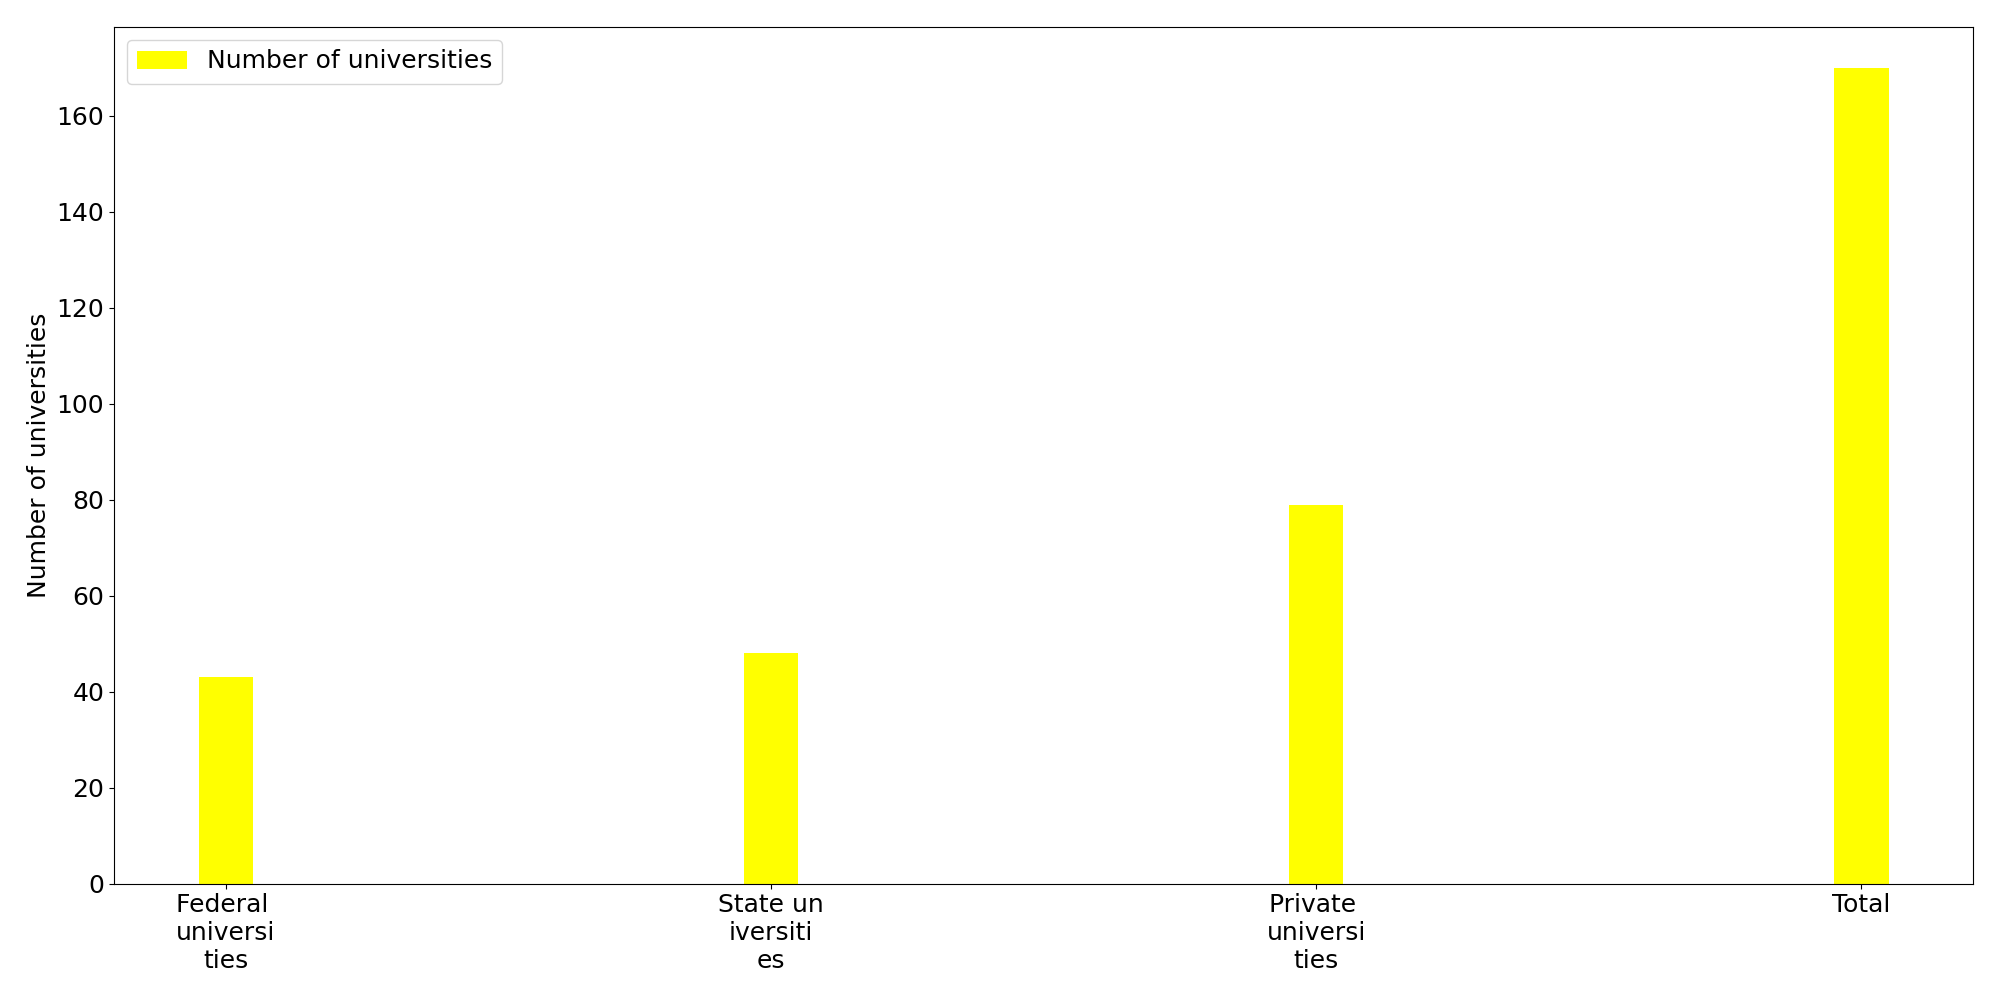 Number of universities
160
140
120
100
80
60
40
20
0
Number of universities
Federal
universi
ties
State un
iversiti
es
Private
universi
ties
Total